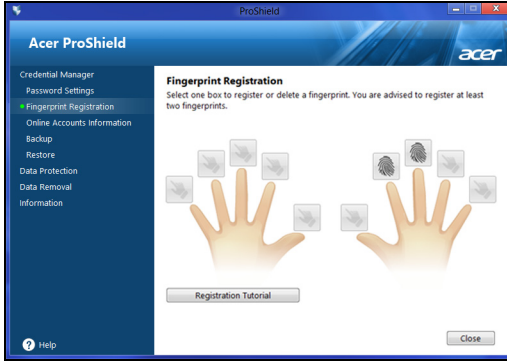 ProShield
Acer ProShield
acer
Credential Manager
Password Settings
Fingerprint Registration
Online Accounts Information
Backup
Restore
Data Protection
Data Removal
Information
Fingerprint Registration
Select one box to register or delete a fingerprint. You are advised to register at least
two fingerprints.
Registration Tutorial
? Help
Close